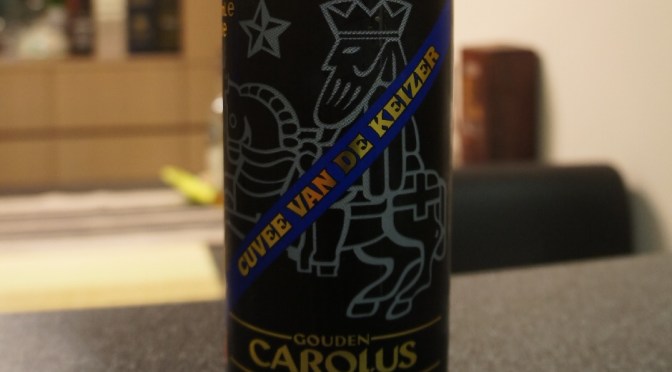 CUVEE VAN DE KEIZER
GOUDEN
CAROLUS